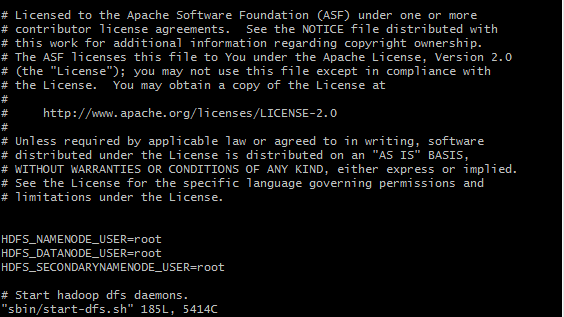 # Licensed to the Apache Software Foundation (ASF) under one or more
# contributor license agreements.  See the NOTICE file distributed with
# this work for additional information regarding copyright ownership.
# The ASF licenses this file to You under the Apache License, Version 2.0
# (the "License"); you may not use this file except in compliance with
# the License.  You may obtain a copy of the License at
#
#     http://www.apache.org/licenses/LICENSE-2.0
#
# Unless required by applicable law or agreed to in writing, software
# distributed under the License is distributed on an "AS IS" BASIS,
# WITHOUT WARRANTIES OR CONDITIONS OF ANY KIND, either express or implied.
# See the License for the specific language governing permissions and
# limitations under the License.
HDFS_NAMENODE_USER=root
HDFS_DATANODE_USER=root
HDFS_SECONDARYNAMENODE_USER=root
# Start hadoop dfs daemons.
"sbin/start-dfs.sh" 185L, 5414C